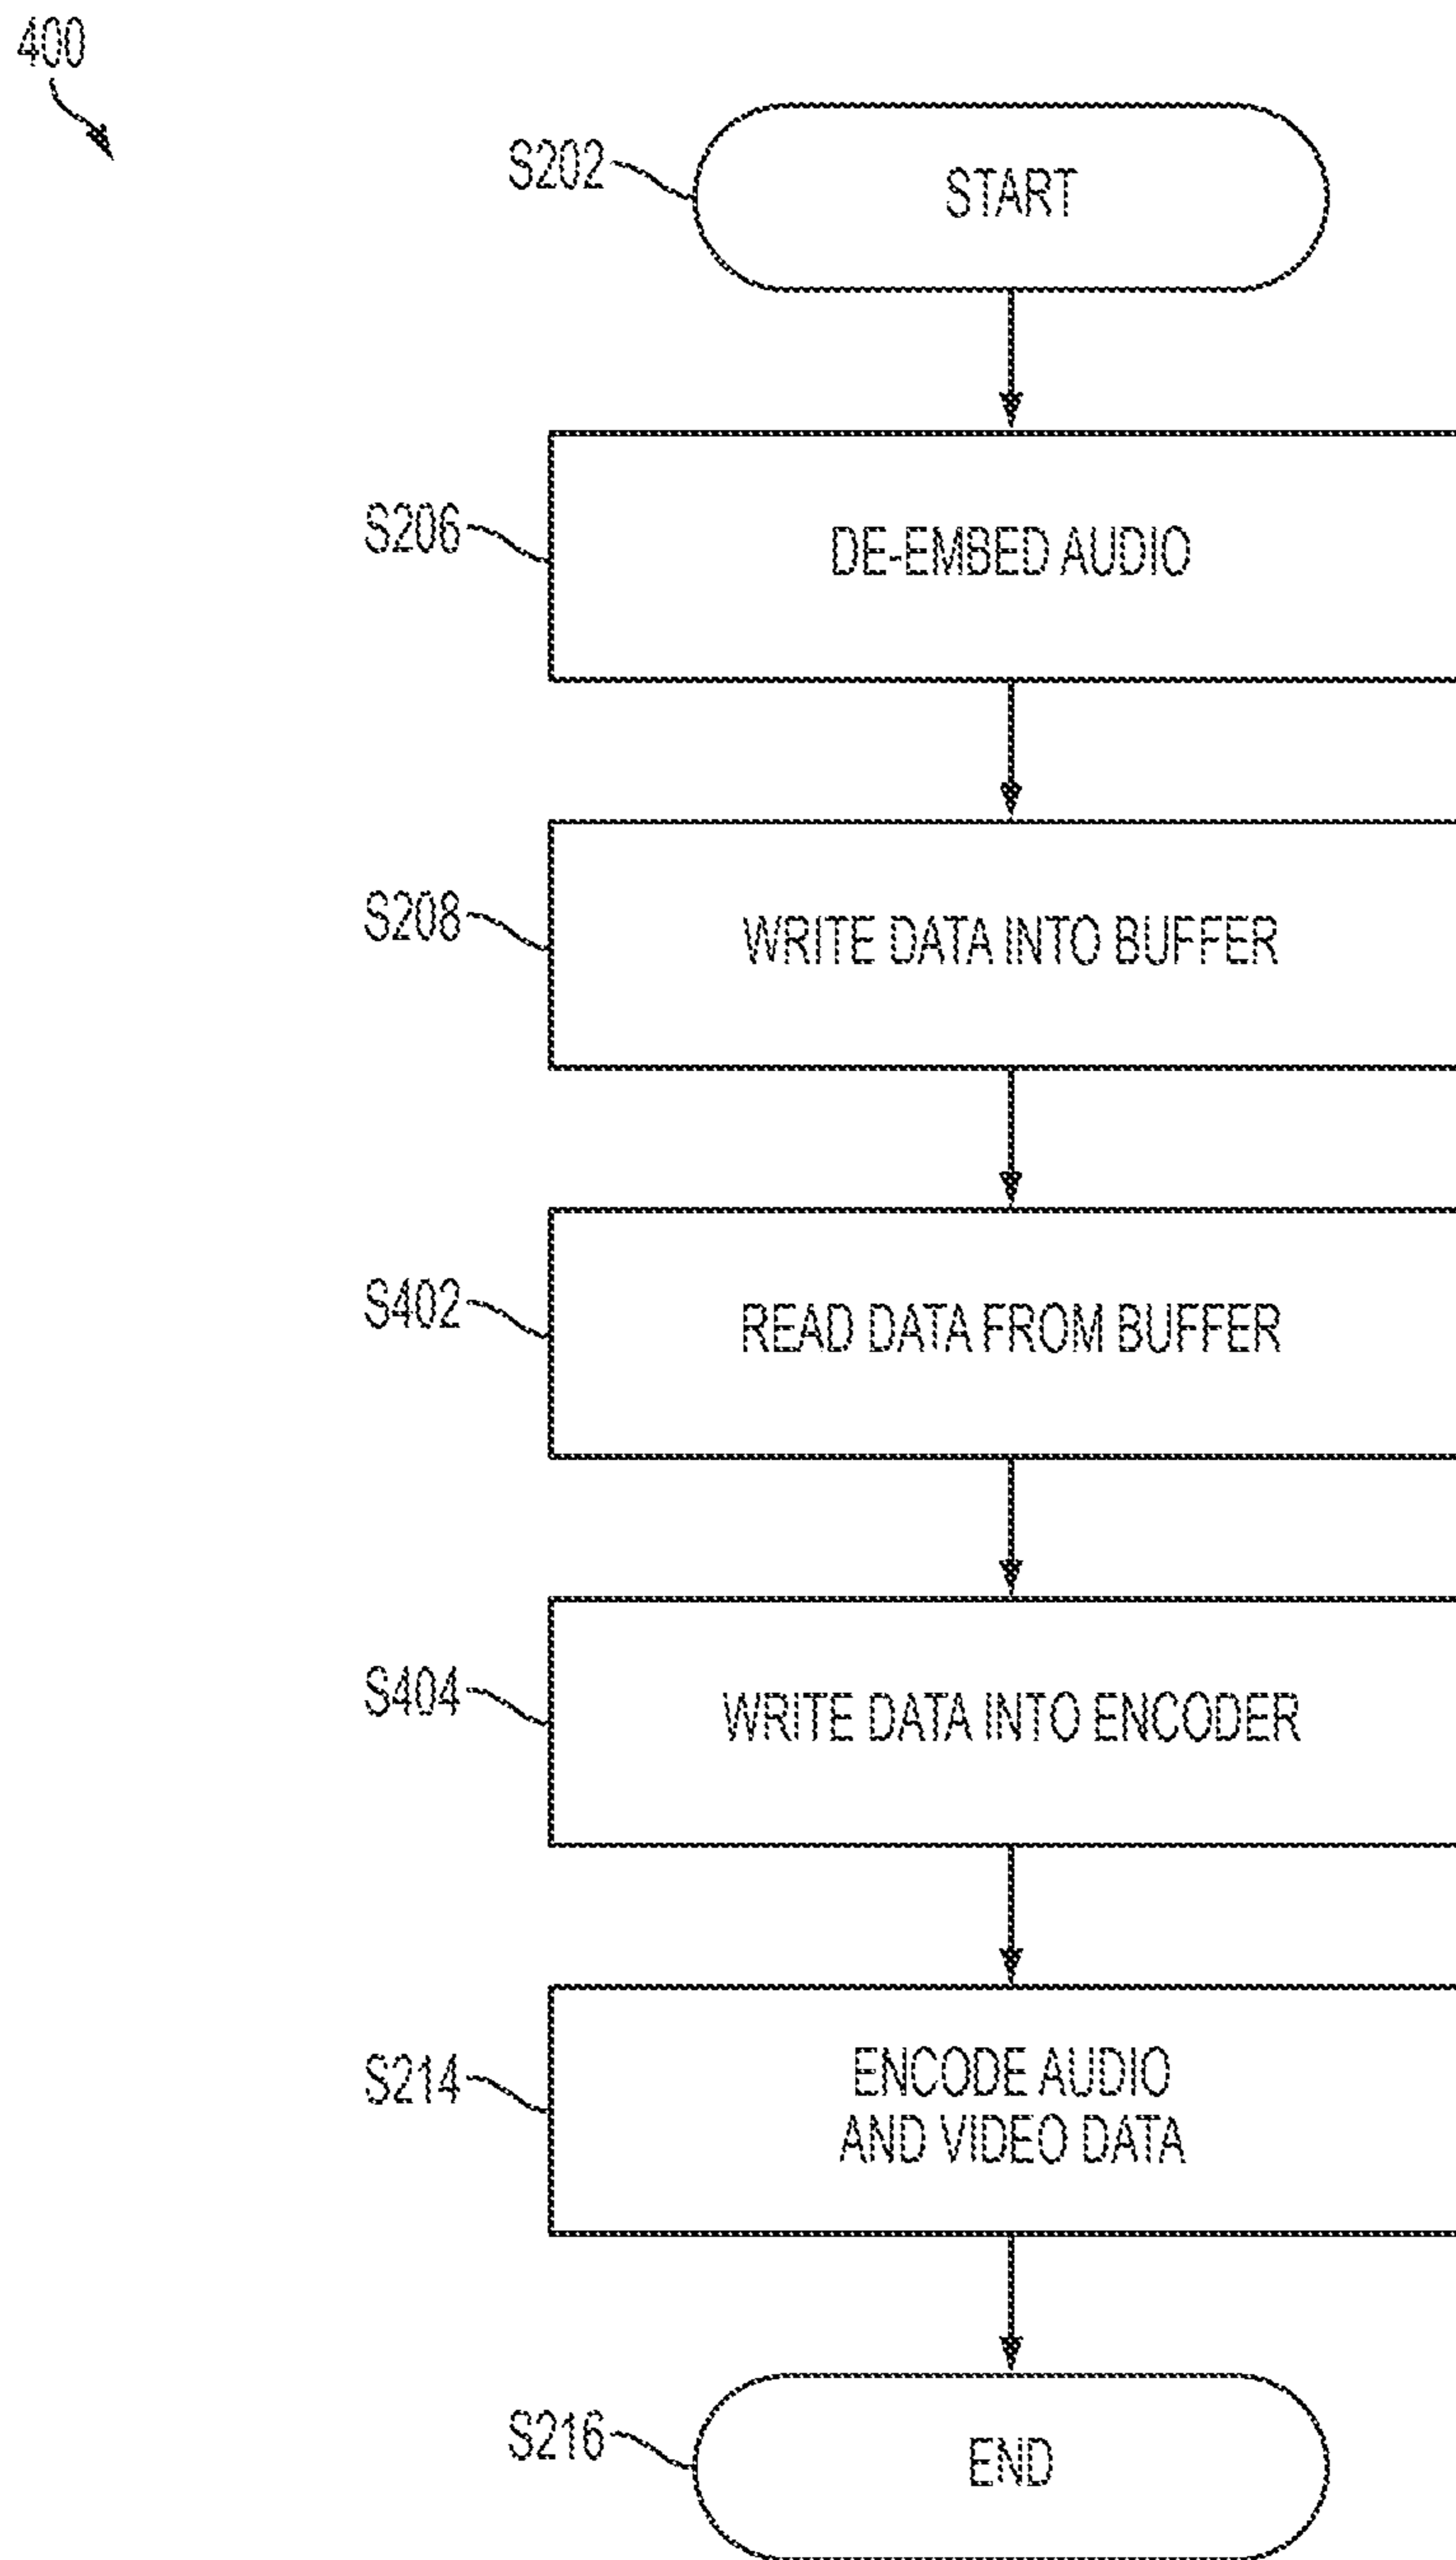 400
S202
START
S206
DE-EMBED AUDIO
S208
WRITE DATA INTO BUFFER
S402
READ DATA FROM BUFFER
S404
WRITE DATA INTO ENCODER
S214
ENCODE AUDIO
AND VIDEO DATA
S216
END